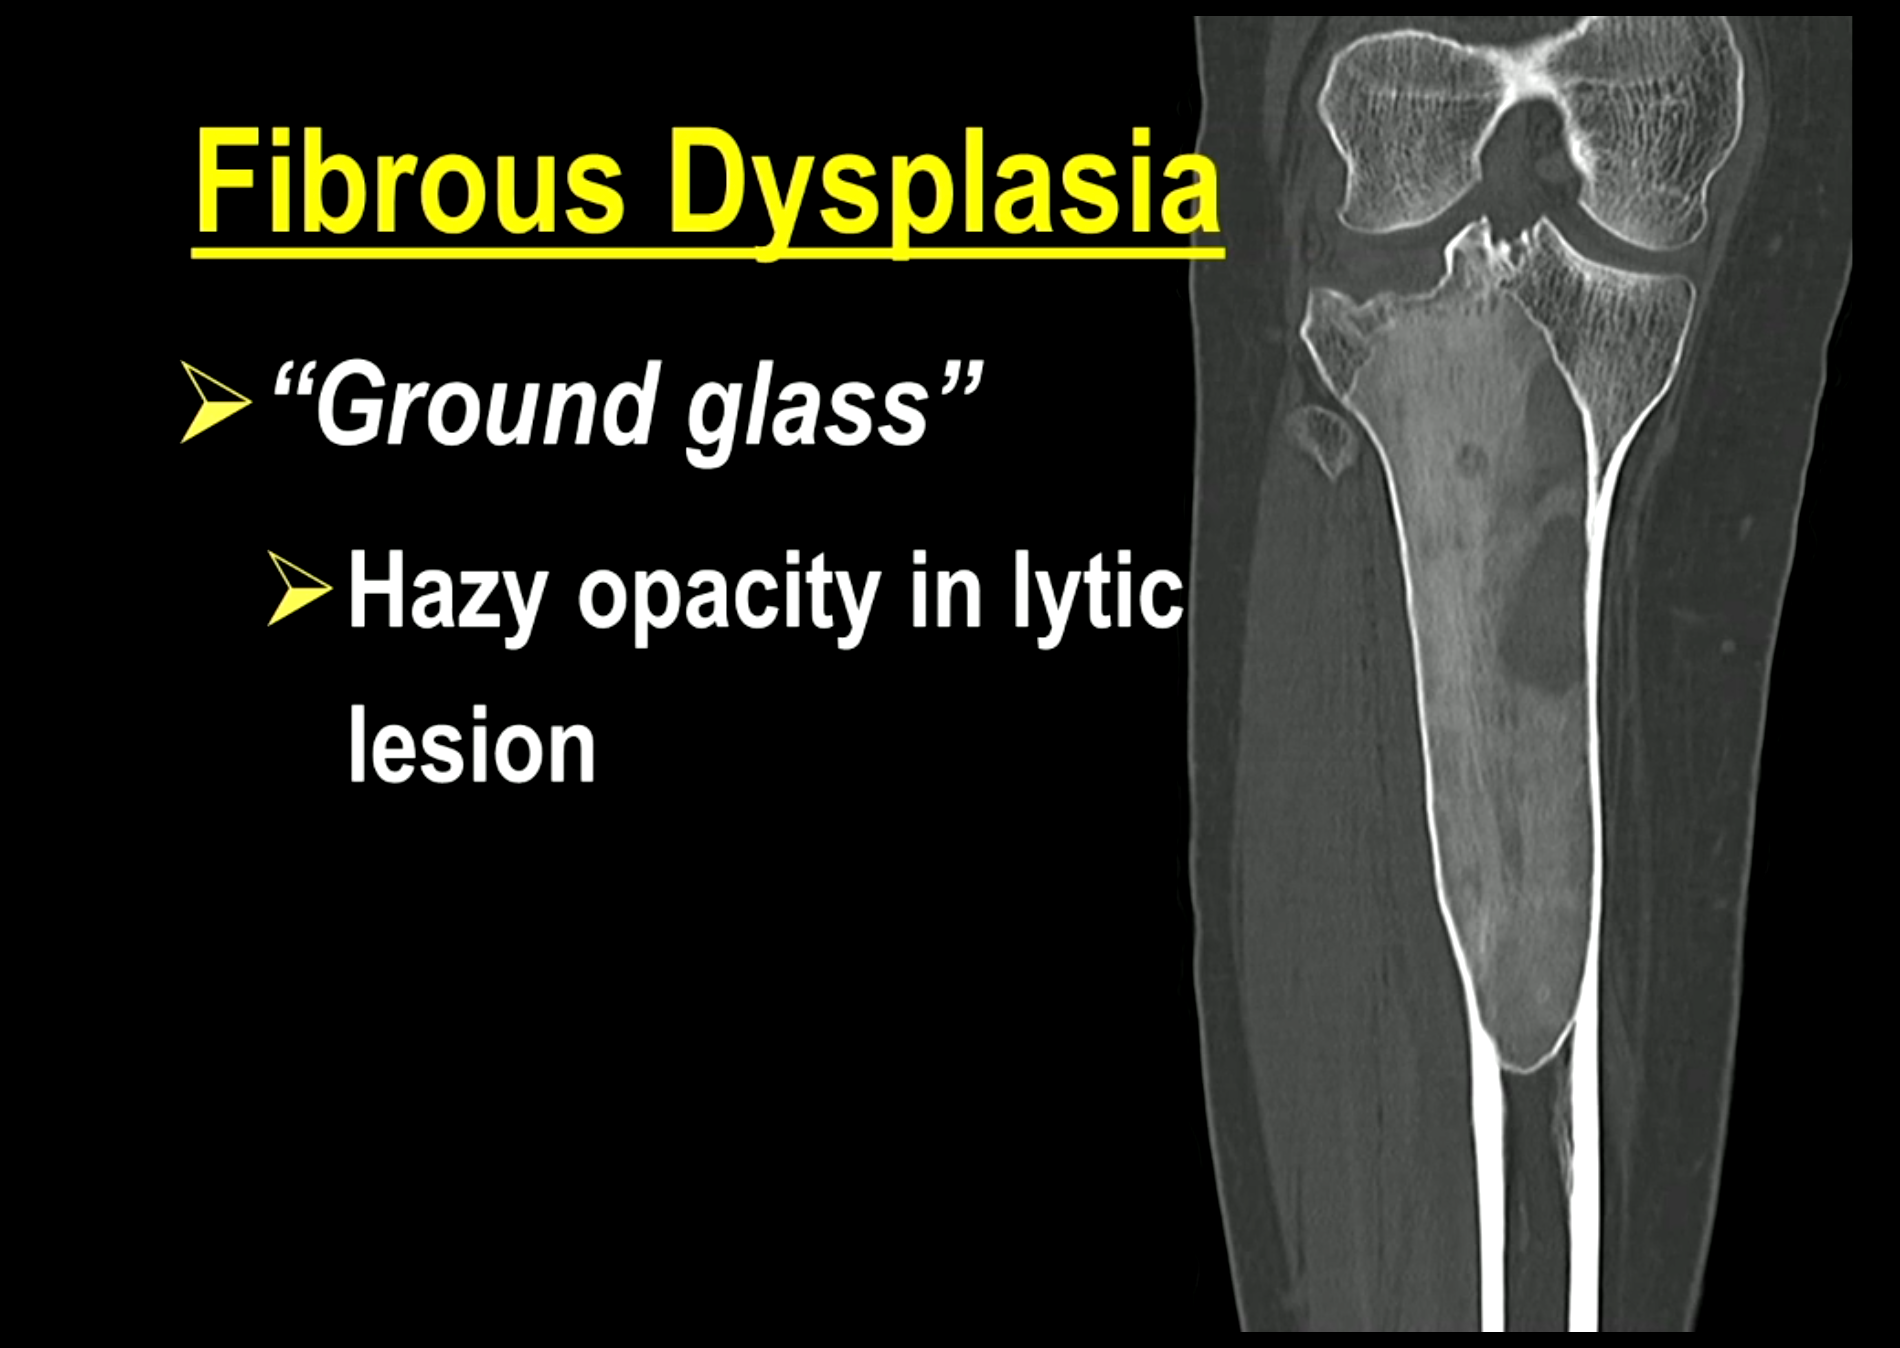 Fibrous Dysplasia
“Ground glass”
Hazy opacity in lytic
lesion